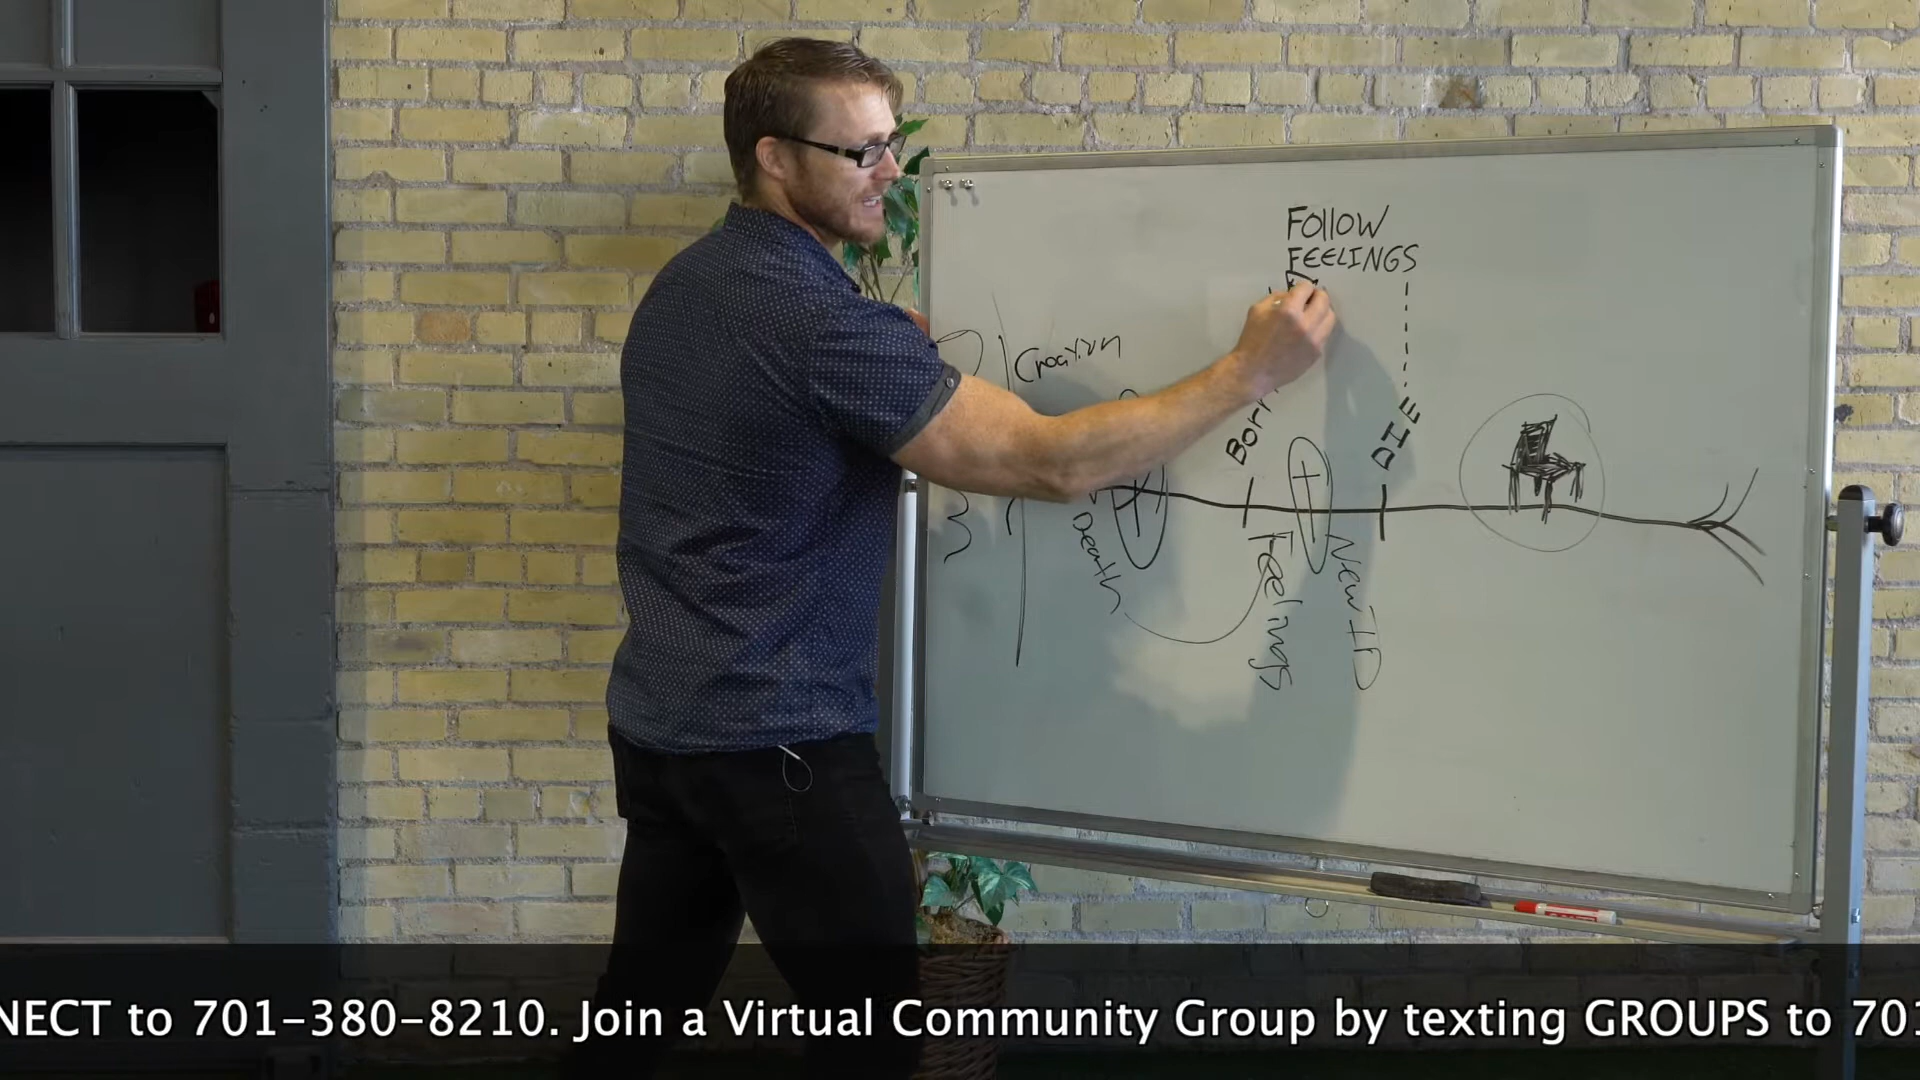 FOLLOW
FEELINGS
Creation
Born
DIE
Death
Feelings
New ID
NECT to 701-380-8210. Join a Virtual Community Group by texting GROUPS to 701